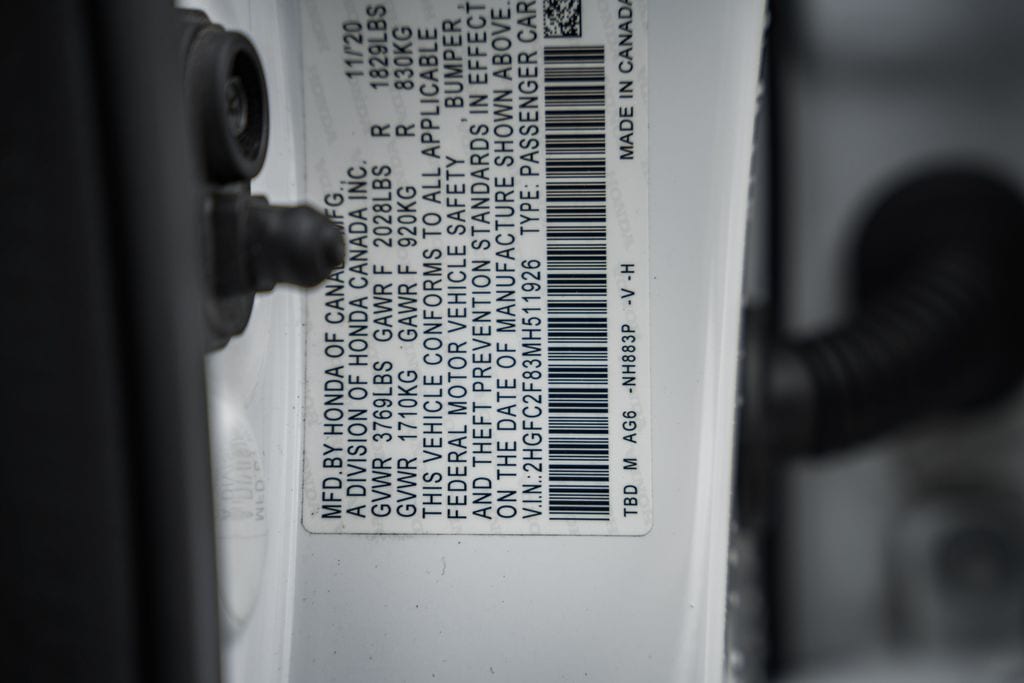 MFD. BY HONDA OF CANADA MFG.,
A DIVISION OF HONDA CANADA INC. 11/20
GVWR 3769LBS GAWR F 2028LBS R 1829LBS
GVWR 1710KG GAWR F 920KG R 830KG
THIS VEHICLE CONFORMS TO ALL APPLICABLE
FEDERAL MOTOR VEHICLE SAFETY , BUMPER ,
AND THEFT PREVENTION STANDARDS IN EFFECT
ON THE DATE OF MANUFACTURE SHOWN ABOVE.
V.I.N.:2HGFC2F83MH511926 TYPE: PASSENGER CAR
TBD M AG6 -NH883P -V -H MADE IN CANADA